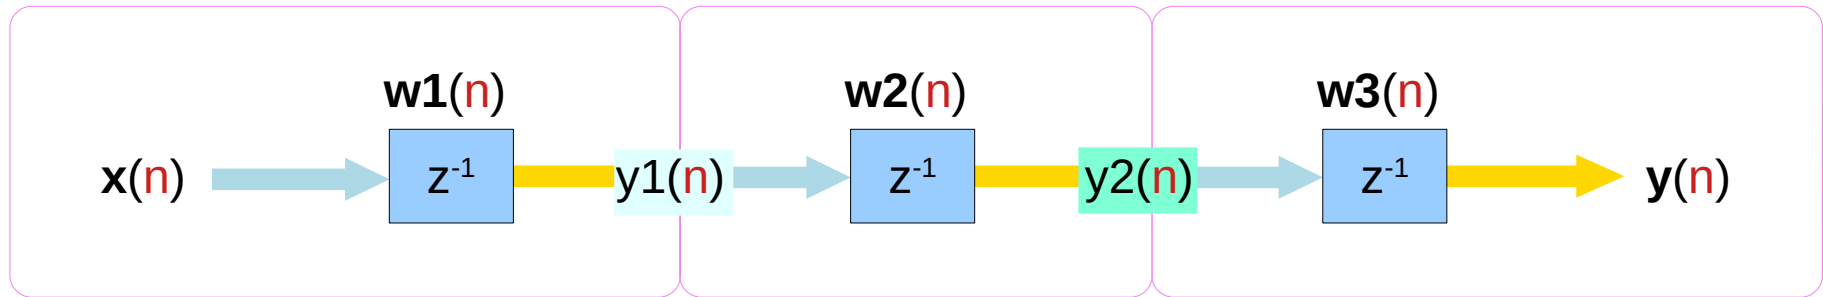 w1(n) w2(n) w3(n)
x(n) z-1 y1(n) z-1 y2(n) z-1 y(n)